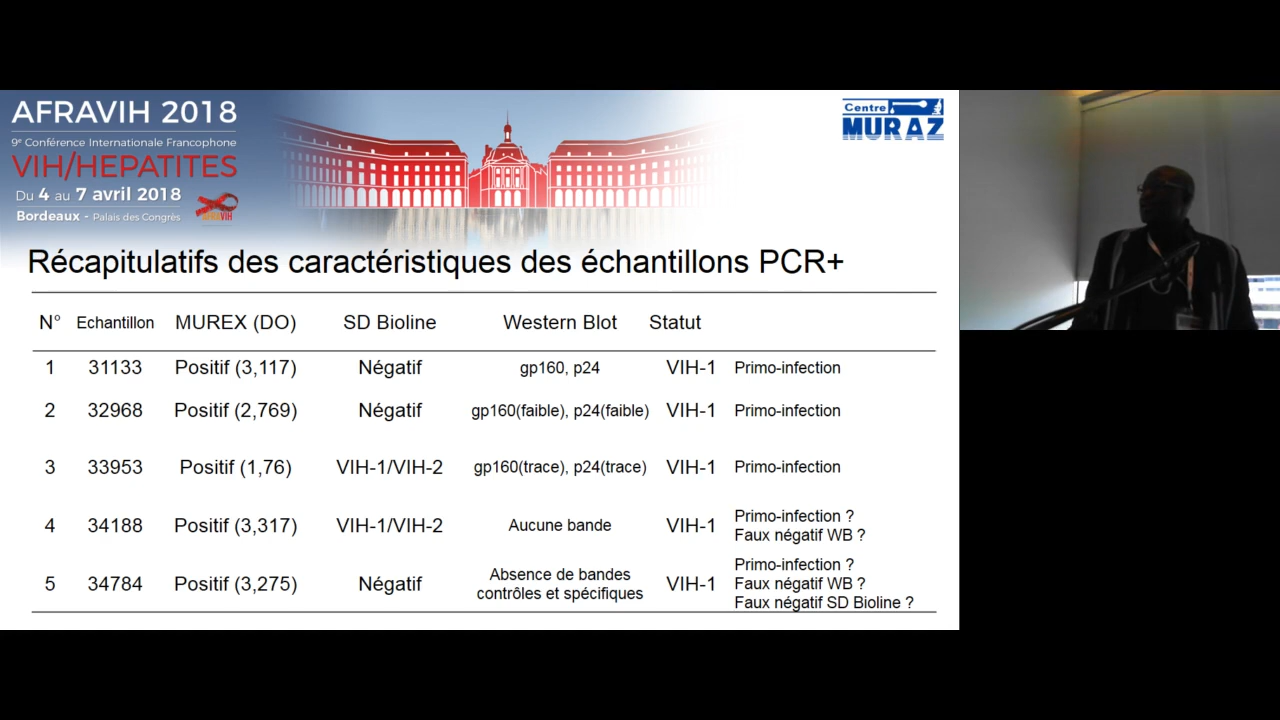 AFRAVIH 2018
9e Conférence Internationale Francophone
VIH/HEPATITES
Du 4 au 7 avril 2018
Bordeaux - Palais des Congrès
AFRAVIH
Centre
MURAZ
Récapitulatifs des caractéristiques des échantillons PCR+
N° Echantillon MUREX (DO) SD Bioline Western Blot Statut
1 31133 Positif (3,117) Négatif gp160, p24 VIH-1 Primo-infection
2 32968 Positif (2,769) Négatif gp160(faible), p24(faible) VIH-1 Primo-infection
3 33953 Positif (1,76) VIH-1/VIH-2 gp160(trace), p24(trace) VIH-1 Primo-infection
4 34188 Positif (3,317) VIH-1/VIH-2 Aucune bande VIH-1 Primo-infection ?
Faux négatif WB ?
5 34784 Positif (3,275) Négatif Absence de bandes
contrôles et spécifiques VIH-1 Primo-infection ?
Faux négatif WB ?
Faux négatif SD Bioline ?